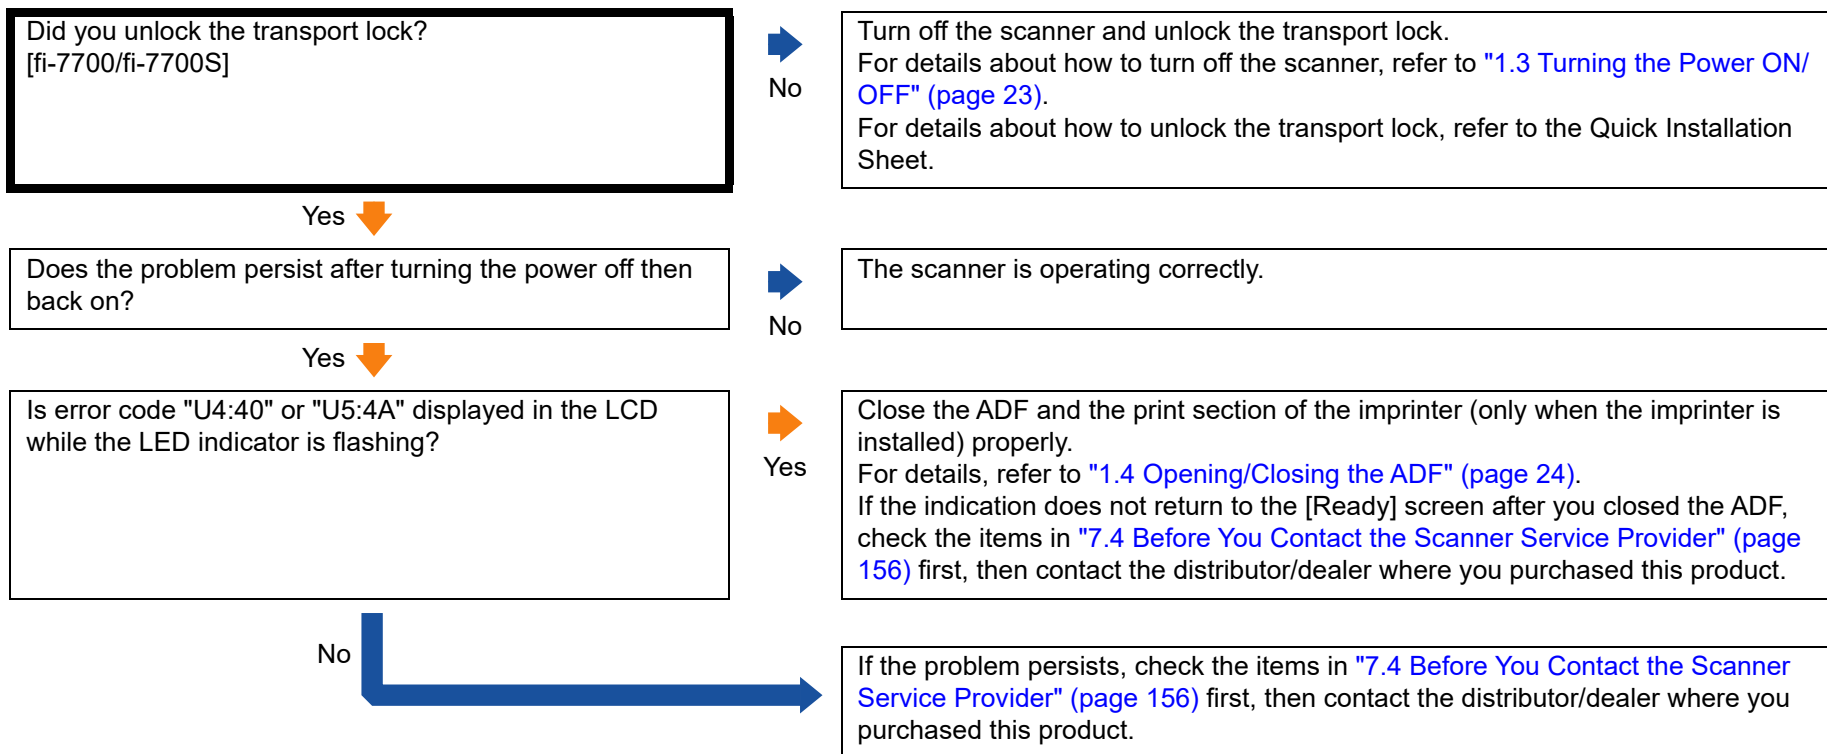 Did you unlock the transport lock?
[fi-7700/fi-7700S]
No
Turn off the scanner and unlock the transport lock.
For details about how to turn off the scanner, refer to "1.3 Turning the Power ON/
OFF" (page 23).
For details about how to unlock the transport lock, refer to the Quick Installation
Sheet.
Yes
Does the problem persist after turning the power off then
back on?
No
The scanner is operating correctly.
Yes
Is error code "U4:40" or "U5:4A" displayed in the LCD
while the LED indicator is flashing?
Yes
Close the ADF and the print section of the imprinter (only when the imprinter is
installed) properly.
For details, refer to "1.4 Opening/Closing the ADF" (page 24).
If the indication does not return to the [Ready] screen after you closed the ADF,
check the items in "7.4 Before You Contact the Scanner Service Provider" (page
156) first, then contact the distributor/dealer where you purchased this product.
No
If the problem persists, check the items in "7.4 Before You Contact the Scanner
Service Provider" (page 156) first, then contact the distributor/dealer where you
purchased this product.